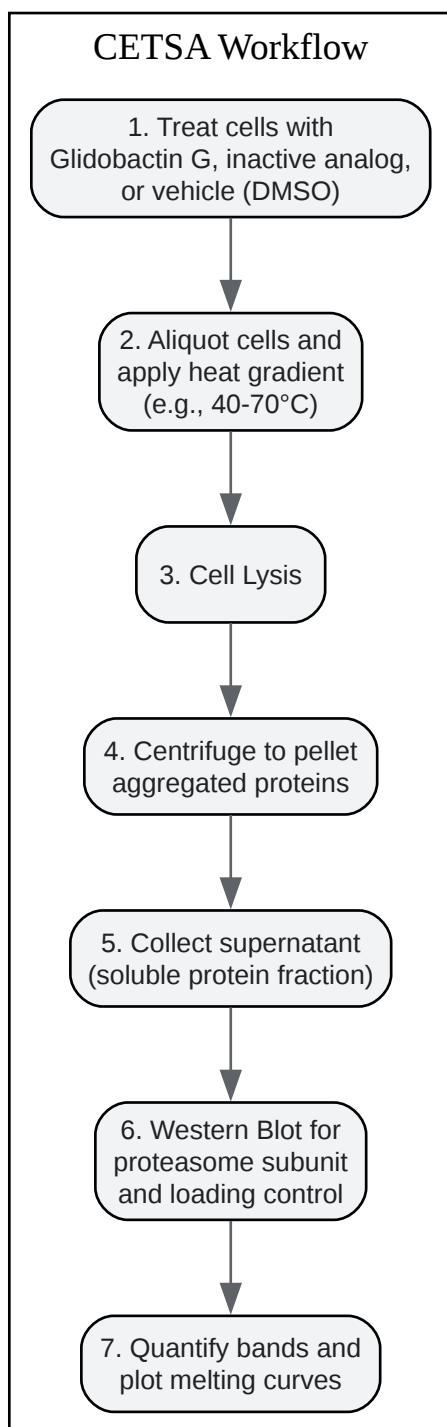 CETSA Workflow
1. Treat cells with
Glidobactin G, inactive analog,
or vehicle (DMSO)
2. Aliquot cells and
apply heat gradient
(e.g., 40-70°C)
3. Cell Lysis
4. Centrifuge to pellet
aggregated proteins
5. Collect supernatant
(soluble protein fraction)
6. Western Blot for
proteasome subunit
and loading control
7. Quantify bands and
plot melting curves